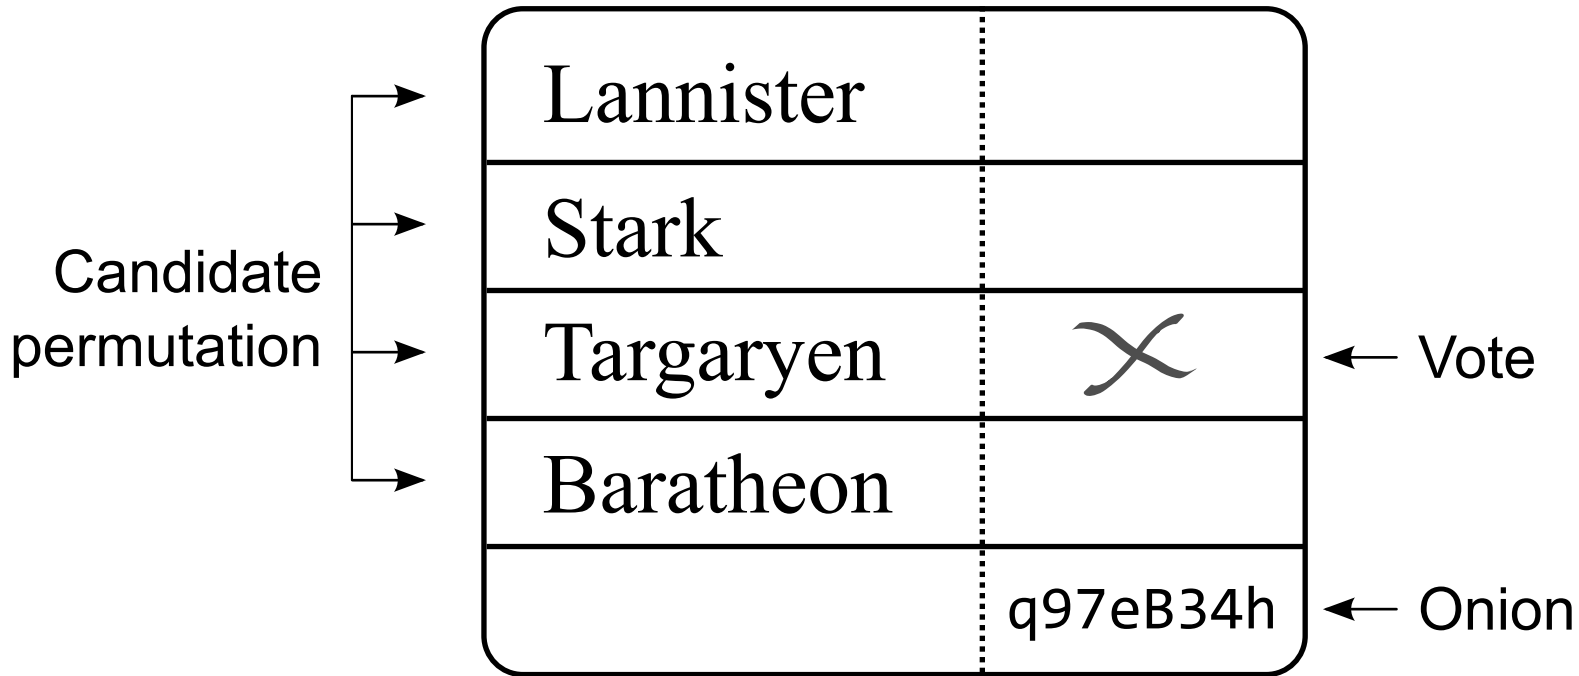 Lannister
Stark
Candidate
permutation
Targaryen
Vote
Baratheon
q97eB34h
Onion